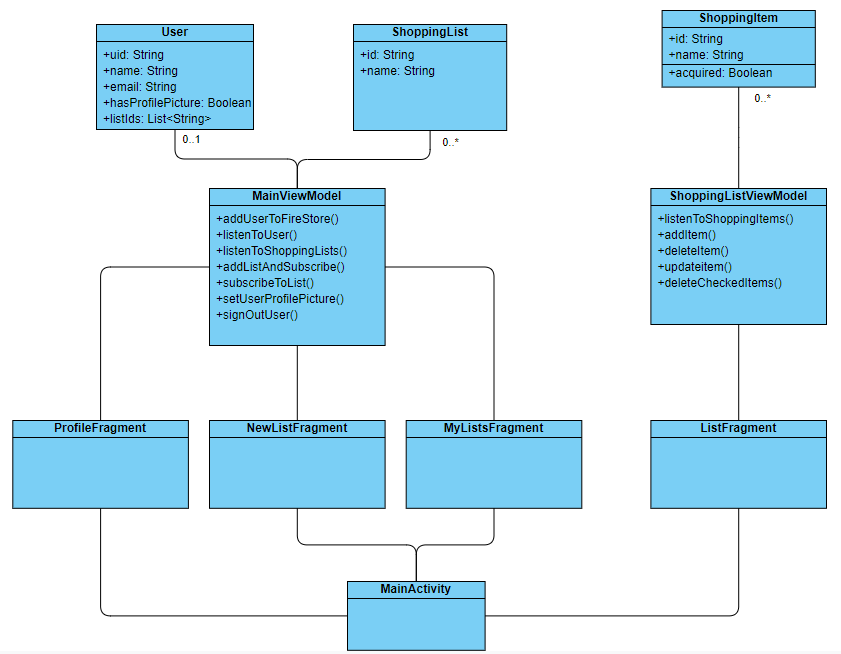 User
+uid: String
+name: String
+email: String
+hasProfilePicture: Boolean
+listIds: List<String>
0..1
ShoppingList
+id: String
+name: String
0..*
ShoppingItem
+id: String
+name: String
+acquired: Boolean
0..*
MainViewModel
+addUserToFireStore()
+listenToUser()
+listenToShoppingLists()
+addListAndSubscribe()
+subscribeToList()
+setUserProfilePicture()
+signOutUser()
ShoppingListViewModel
+listenToShoppingItems()
+addItem()
+deleteItem()
+updateitem()
+deleteCheckedItems()
ProfileFragment
NewListFragment
MyListsFragment
ListFragment
MainActivity